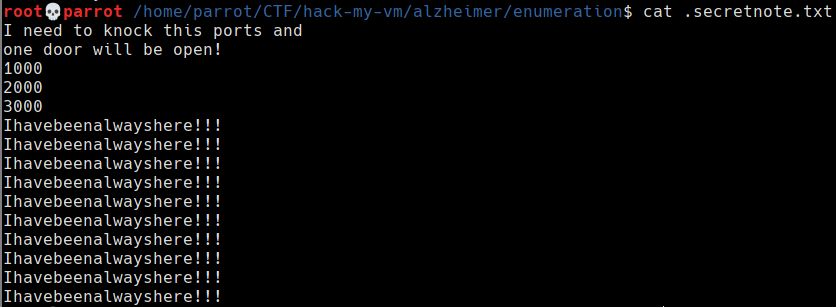 root💀parrot /home/parrot/CTF/hack-my-vm/alzheimer/enumeration$ cat .secretnote.txt
I need to knock this ports and
one door will be open!
1000
2000
3000
Ihavebeenalwayshere!!!
Ihavebeenalwayshere!!!
Ihavebeenalwayshere!!!
Ihavebeenalwayshere!!!
Ihavebeenalwayshere!!!
Ihavebeenalwayshere!!!
Ihavebeenalwayshere!!!
Ihavebeenalwayshere!!!
Ihavebeenalwayshere!!!
Ihavebeenalwayshere!!!